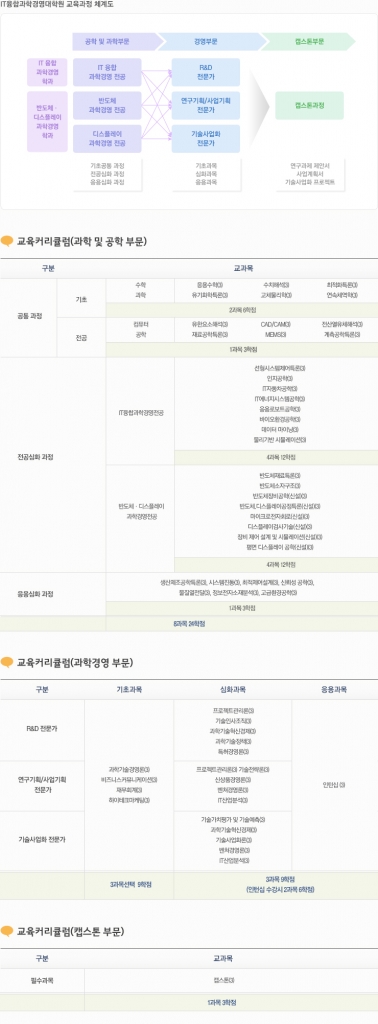 IT융합과학경영대학원 교육과정 체계도
공학 및 과학부문
경영부문
캡스톤부문
IT 융합
과학경영
학과
IT 융합
과학경영 전공
R&D
전문가
반도체·
디스플레이
과학경영
학과
반도체
과학경영 전공
연구기획/사업기획
전문가
캡스톤과정
디스플레이
과학경영 전공
기술사업화
전문가
기초공통 과정
전공심화 과정
응용심화 과정
기초과목
심화과목
응용과목
연구과제 제안서
사업계획서
기술사업화 프로젝트
교육커리큘럼(과학 및 공학 부문)
구분 교과목
공통 과정
기초
수학 응용수학(3) 수치해석(3) 최적화특론(3)
과학 유기화학특론(3) 고체물리학(3) 연속체역학(3)
2과목 6학점
전공
컴퓨터 유한요소해석(3) CAD/CAM(3) 전산열유체해석(3)
공학 재료공학특론(3) MEMS(3) 계측공학특론(3)
1과목 3학점
전공심화 과정
IT융합과학경영전공
선형시스템제어특론(3)
인지공학(3)
IT자동차공학(3)
IT에너지시스템공학(3)
응용로보트공학(3)
바이오환경공학(3)
데이터 마이닝(3)
물리기반 시뮬레이션(3)
4과목 12학점
반도체·디스플레이
과학경영전공
반도체재료특론(3)
반도체소자구조(3)
반도체장비공학(신설)(3)
반도체,디스플레이공정특론(신설)(3)
마이크로전자회로(신설)(3)
디스플레이검사기술(신설)(3)
장비 제어 설계 및 시뮬레이션(신설)(3)
평면 디스플레이 공학(신설)(3)
4과목 12학점
응용심화 과정
생산제조공학특론(3), 시스템진동(3), 최적제어설계(3), 신뢰성 공학(3),
물질열전달(3), 정보전자소재분석(3), 고급환경공학(3)
1과목 3학점
8과목 24학점
교육커리큘럼(과학경영 부문)
구분 기초과목 심화과목 응용과목
R&D 전문가
프로젝트관리론(3)
기술인사조직(3)
과학기술혁신경제(3)
과학기술정책(3)
특허경영론(3)
과학기술경영론(3)
비즈니스커뮤니케이션(3)
재무회계(3)
하이테크마케팅(3)
연구기획/사업기획
전문가
프로젝트관리론(3) 기술전략론(3)
신상품경영론(3)
벤처경영론(3)
IT산업분석(3)
인턴십 (3)
기술사업화 전문가
기술가치평가 및 기술예측(3)
과학기술혁신경제(3)
기술사업화론(3)
벤처경영론(3)
IT산업분석(3)
3과목선택 9학점
3과목 9학점
(인턴십 수강시 2과목 6학점)
교육커리큘럼(캡스톤 부문)
구분 교과목
필수과목 캡스톤(3)
1과목 3학점